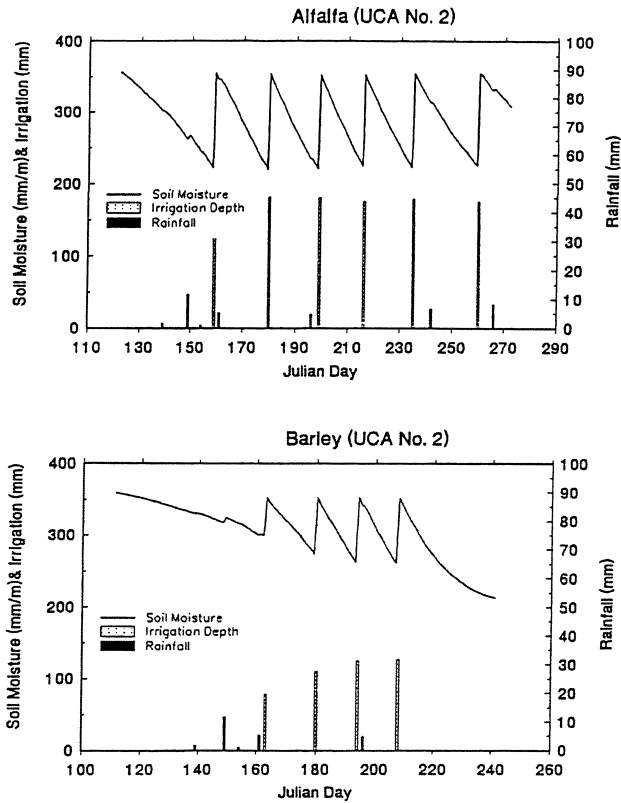 Alfalfa (UCA No. 2)
Soil Moisture (mm/m)& Irrigation (mm)
400
300
200
100
0
100
90
80
70
60
50
40
30
20
10
0
Rainfall (mm)
Soil Moisture
Irrigation Depth
Rainfall
110 130 150 170 190 210 230 250 270 290
Julian Day
Barley (UCA No. 2)
Soil Moisture (mm/m)& Irrigation (mm)
400
300
200
100
0
100
90
80
70
60
50
40
30
20
10
0
Rainfall (mm)
Soil Moisture
Irrigation Depth
Rainfall
100 120 140 160 180 200 220 240 260
Julian Day